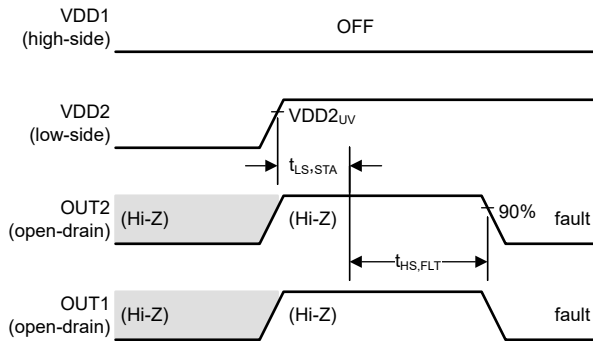 VDD1
(high-side)
OFF
VDD2
(low-side)
VDD2UV
tLS,STA
OUT2
(open-drain)
(Hi-Z)
(Hi-Z)
90%
fault
tHS,FLT
OUT1
(open-drain)
(Hi-Z)
(Hi-Z)
fault